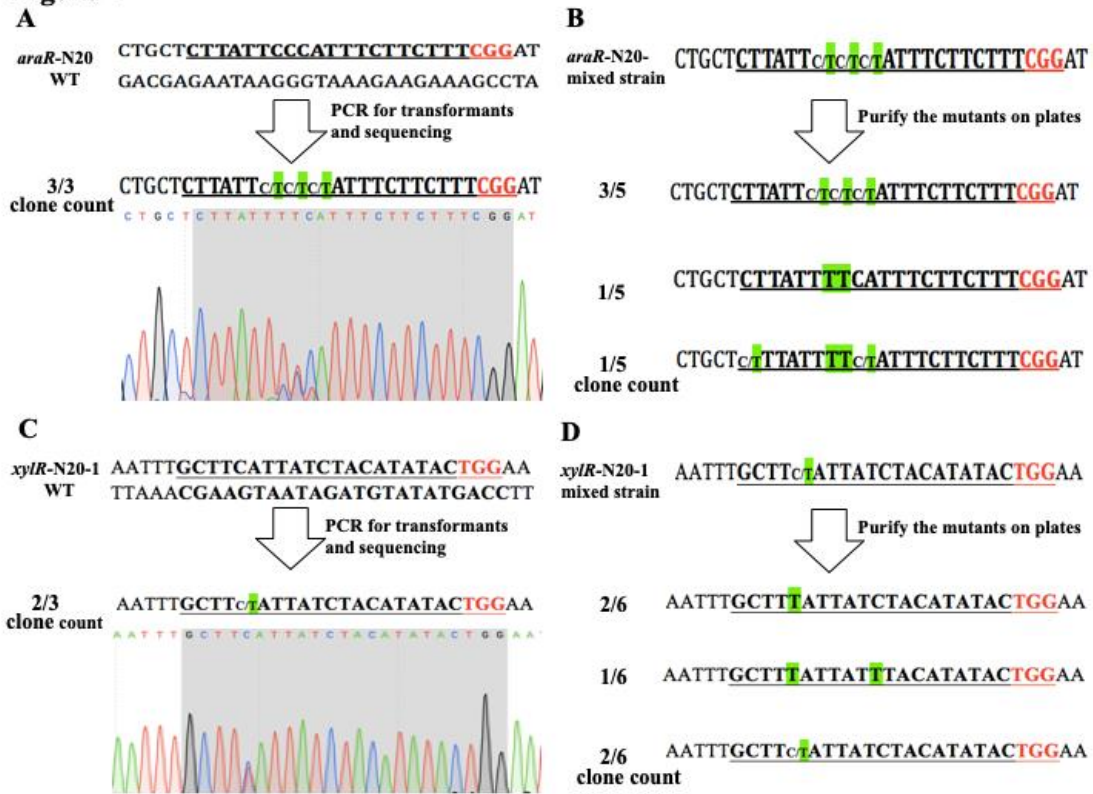 A
araR-N20
WT
CTGCTCTTATTCCCATTTCTTCTTTCGGAT
GACGAGAATAAGGGTAAAGAAGAAAGCCTA
PCR for transformants
and sequencing
3/3
clone count
CTGCTCTTATTC/TC/TC/TATTTCTTCTTTCGGAT
CTGCTCTTATTTTCATTTCTTCTTTCGGAT
B
araR-N20-
mixed strain
CTGCTCTTATTC/TC/TC/TATTTCTTCTTTCGGAT
Purify the mutants on plates
3/5
CTGCTCTTATTC/TC/TC/TATTTCTTCTTTCGGAT
1/5
CTGCTCTTATTTTCATTTCTTCTTTCGGAT
1/5
clone count
CTGCTC/TTTATTTTC/TATTTCTTCTTTCGGAT
C
xylR-N20-1
WT
AATTTGCTTCATTATCTACATATACTGGAA
TTAAACGAAGTAATAGATGTATATGACCTT
PCR for transformants
and sequencing
2/3
clone count
AATTTGCTTC/TATTATCTACATATACTGGAA
AATTTGCTTCATTATCTACATATACTGGAA
D
xylR-N20-1
mixed strain
AATTTGCTTC/TATTATCTACATATACTGGAA
Purify the mutants on plates
2/6
AATTTGCTTTATTATCTACATATACTGGAA
1/6
AATTTGCTTTATTATTTACATATACTGGAA
2/6
clone count
AATTTGCTTC/TATTATCTACATATACTGGAA